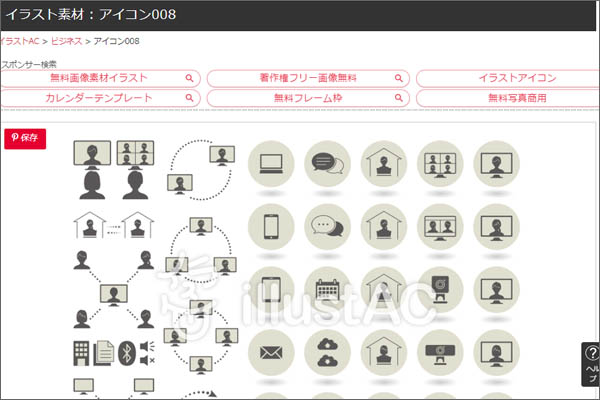 イラスト素材：アイコン008
イラストAC > ビジネス > アイコン008
スポンサー検索
無料画像素材イラスト 著作権フリー画像無料 イラストアイコン
カレンダーテンプレート 無料フレーム枠 無料写真商用
保存
illustAC
ヘルプ